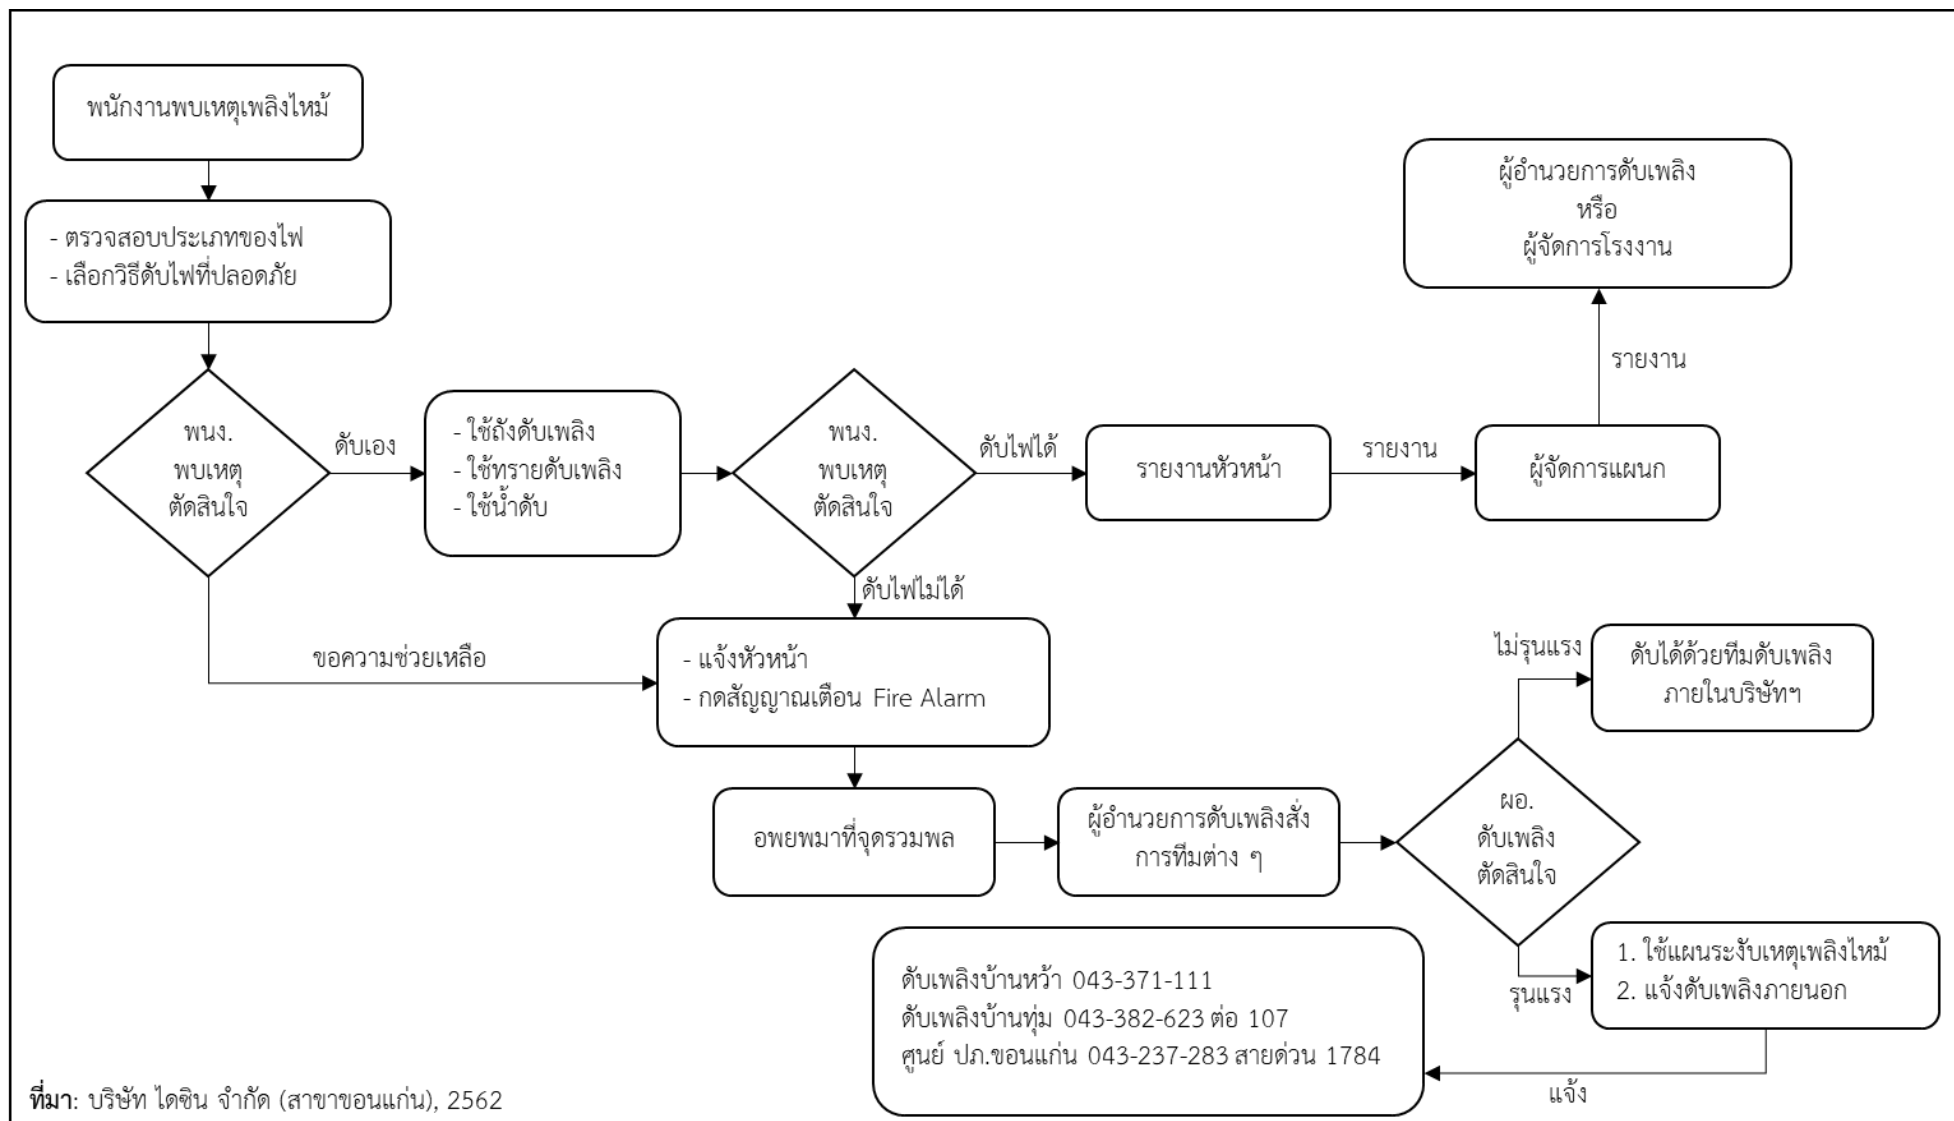 พนักงานพบเหตุเพลิงไหม้
- ตรวจสอบประเภทของไฟ
- เลือกวิธีดับไฟที่ปลอดภัย
พนง.
พบเหตุ
ตัดสินใจ
ดับเอง
- ใช้ถังดับเพลิง
- ใช้ทรายดับเพลิง
- ใช้น้ำดับ
พนง.
พบเหตุ
ตัดสินใจ
ดับไฟได้
รายงานหัวหน้า
รายงาน
ผู้จัดการแผนก
รายงาน
ผู้อำนวยการดับเพลิง
หรือ
ผู้จัดการโรงงาน
ดับไฟไม่ได้
ขอความช่วยเหลือ
- แจ้งหัวหน้า
- กดสัญญาณเตือน Fire Alarm
อพยพมาที่จุดรวมพล
ผู้อำนวยการดับเพลิงสั่ง
การทีมต่าง ๆ
ผอ.
ดับเพลิง
ตัดสินใจ
ไม่รุนแรง
ดับได้ด้วยทีมดับเพลิง
ภายในบริษัทฯ
รุนแรง
1. ใช้แผนระงับเหตุเพลิงไหม้
2. แจ้งดับเพลิงภายนอก
แจ้ง
ดับเพลิงบ้านหว้า 043-371-111
ดับเพลิงบ้านทุ่ม 043-382-623 ต่อ 107
ศูนย์ ปภ.ขอนแก่น 043-237-283 สายด่วน 1784
ที่มา: บริษัท ไดซิน จำกัด (สาขาขอนแก่น), 2562